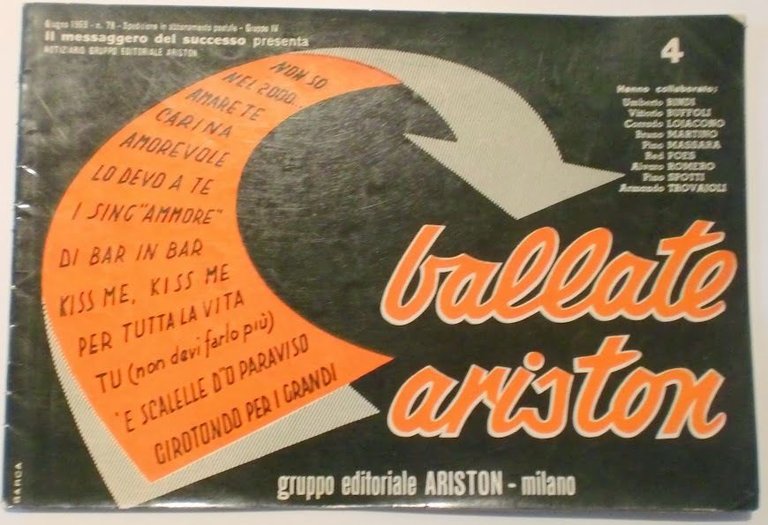 Giugno 1959 - n. 78 - Spedizione in abbonamento postale - Gruppo IV
Il messaggero del successo presenta
NOTIZIARIO GRUPPO EDITORIALE ARISTON
4
Hanno collaborato:
Umberto BINDI
Vittorio BUFFOLI
Corrado LOJACONO
Bruno MARTINO
Pino MASSARA
Red POES
Alvaro ROMERO
Pino SPOTTI
Armando TROVAJOLI
NON SO
NEL 2000...
AMARE TE
CARINA
AMOREVOLE
LO DEVO A TE
I SING "AMMORE"
DI BAR IN BAR
KISS ME, KISS ME
PER TUTTA LA VITA
TU (non devi farlo più)
'E SCALELLE D''O PARAVISO
GIROTONDO PER I GRANDI
ballate
ariston
gruppo editoriale ARISTON - milano